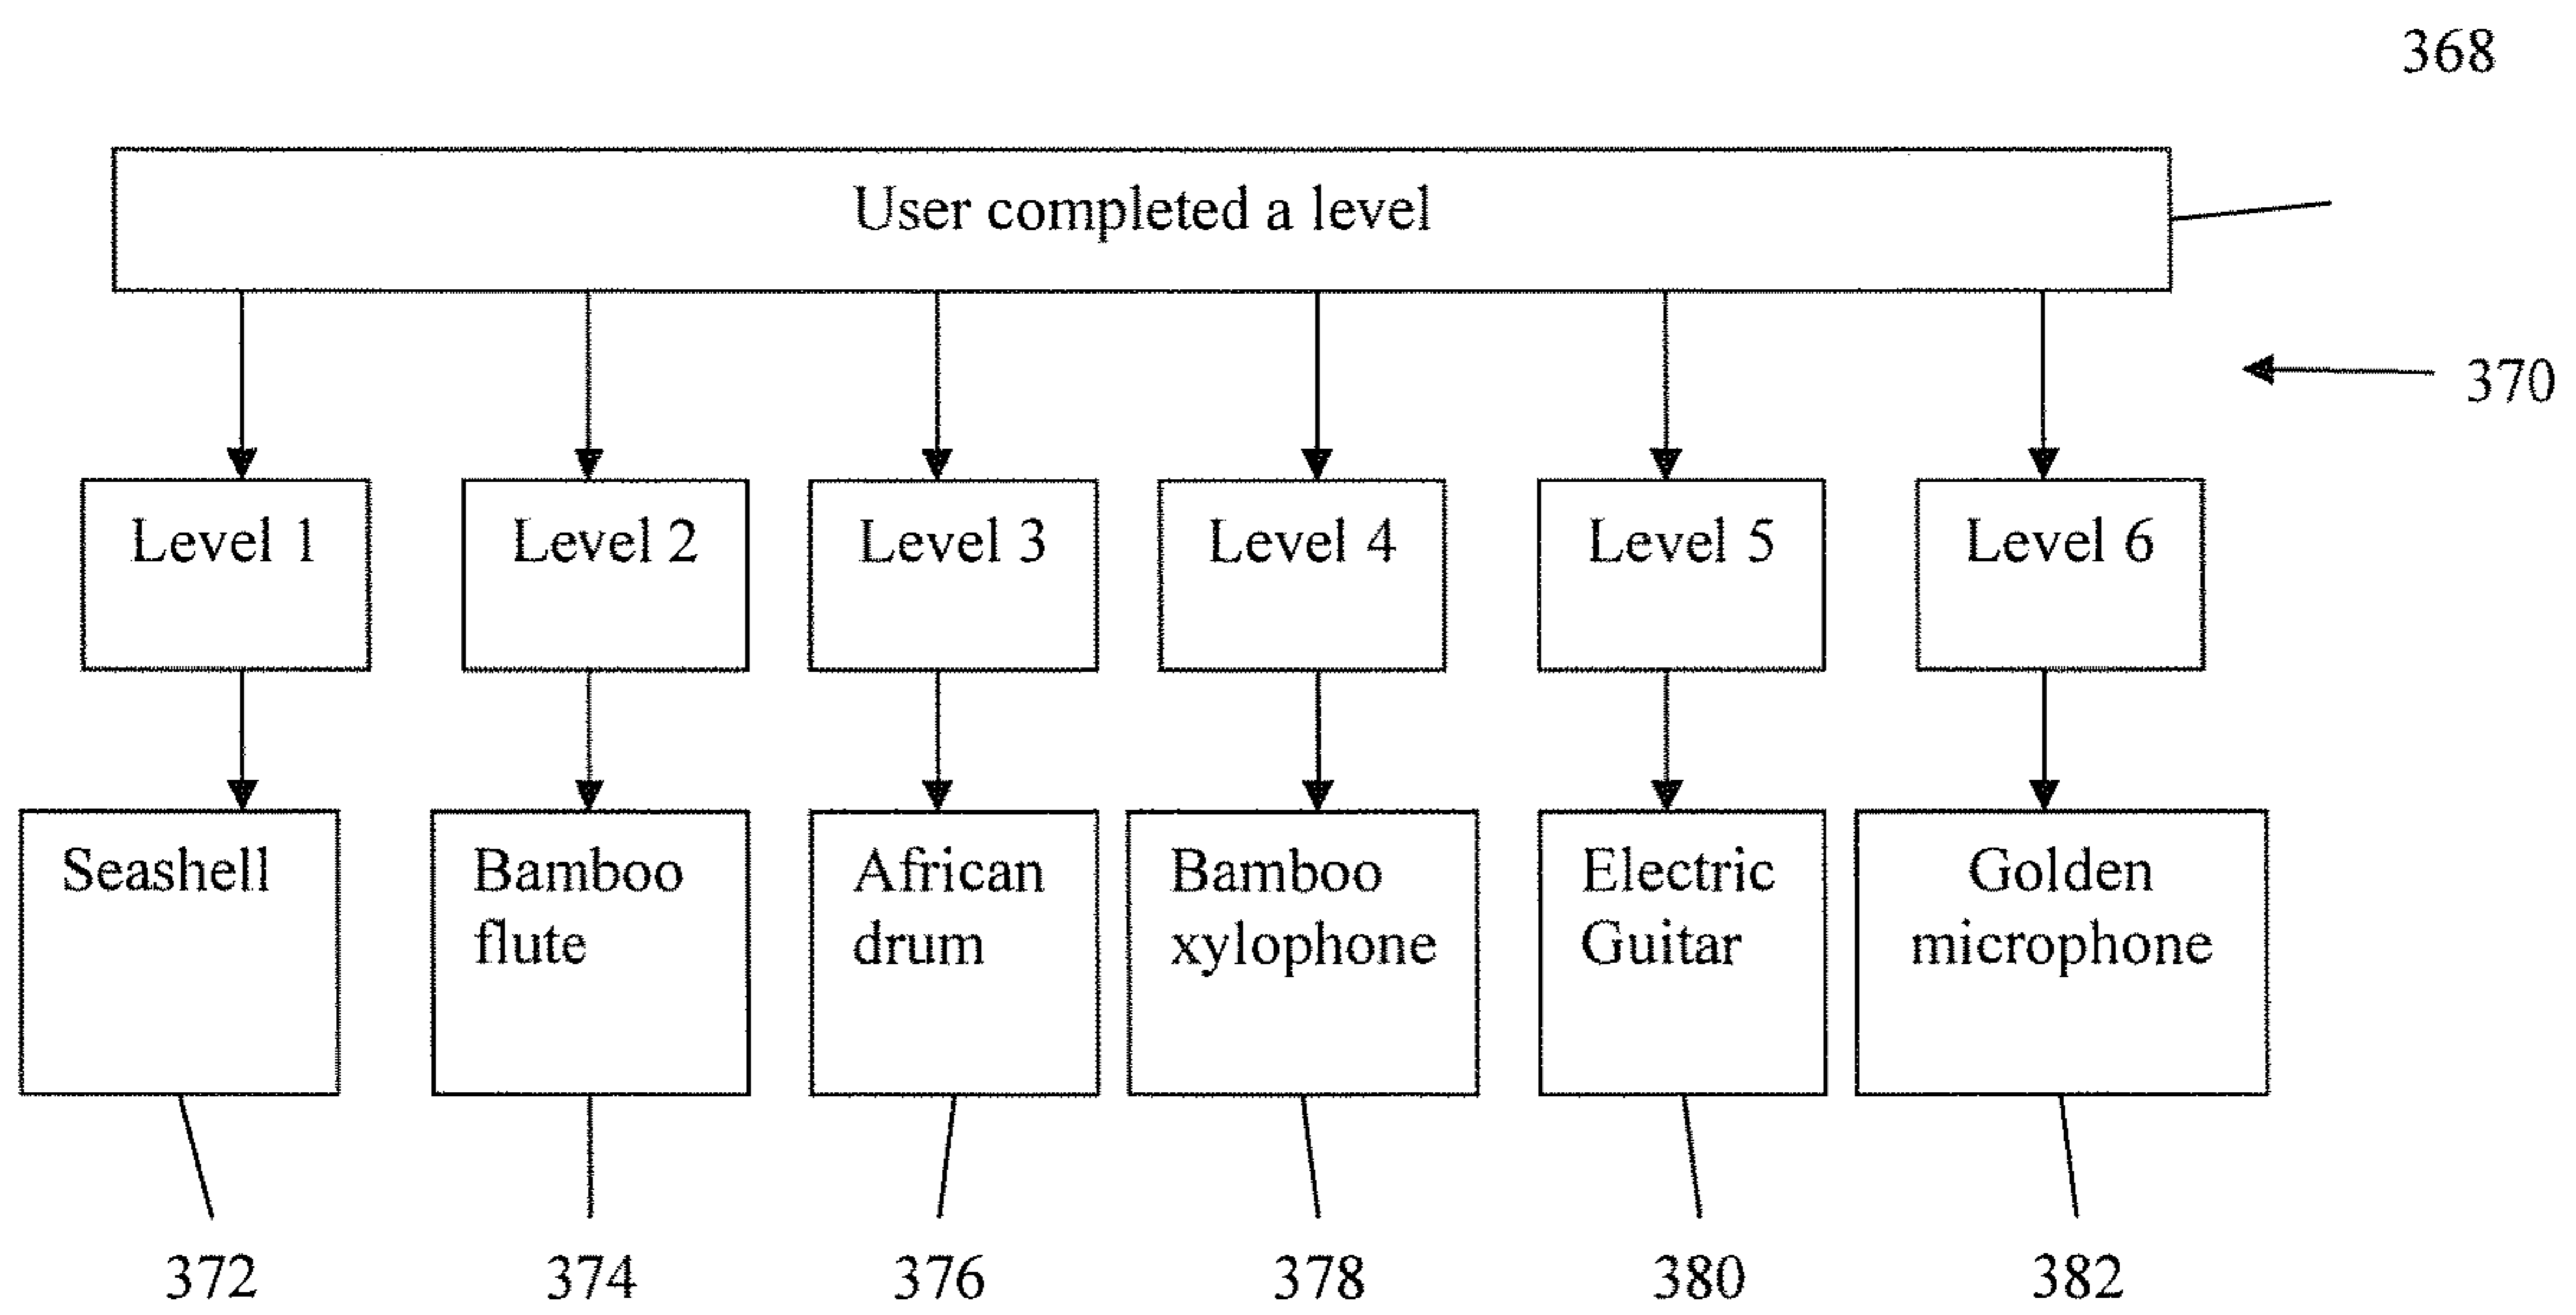 368
User completed a level
370
Level 1
Level 2
Level 3
Level 4
Level 5
Level 6
Seashell
Bamboo
flute
African
drum
Bamboo
xylophone
Electric
Guitar
Golden
microphone
372
374
376
378
380
382